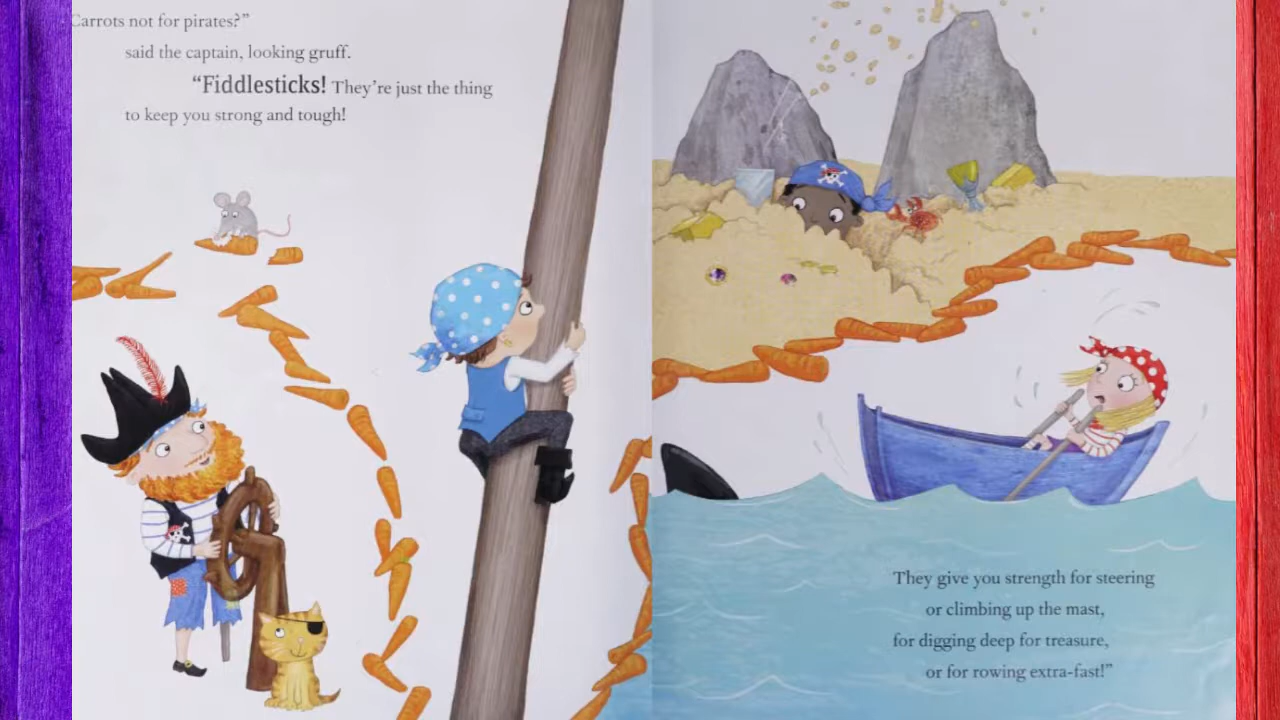 Carrots not for pirates?”
said the captain, looking gruff.
“Fiddlesticks! They’re just the thing
to keep you strong and tough!
They give you strength for steering
or climbing up the mast,
for digging deep for treasure,
or for rowing extra-fast!”